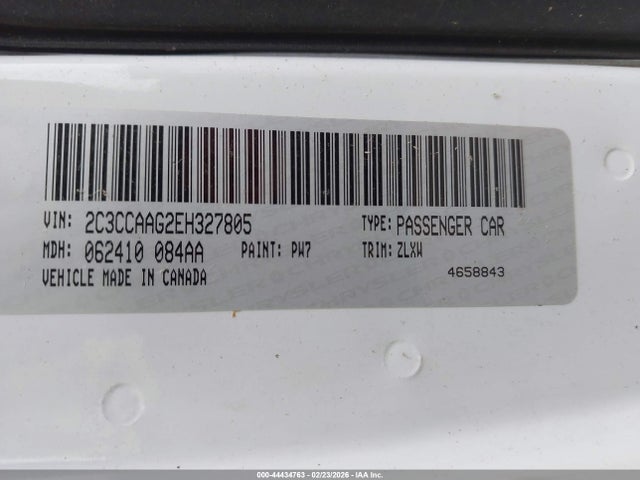 VIN: 2C3CCAAG2EH327805 TYPE: PASSENGER CAR
MDH: 062410 084AA PAINT: PW7 TRIM: ZLXW
VEHICLE MADE IN CANADA 4658843
000-44434763 - 02/23/2026 - IAA Inc.